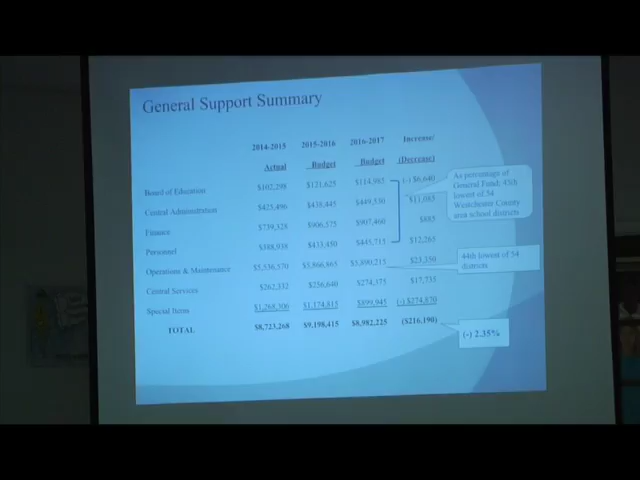 General Support Summary
2014-2015 2015-2016 2016-2017 Increase/
Actual Budget Budget (Decrease)
Board of Education $102,298 $121,625 $114,985 (-) $6,640
Central Administration $423,496 $438,445 $449,530 $11,085
Finance $739,328 $906,575 $907,460 $885
Personnel $388,938 $433,450 $445,715 $12,265
Operations & Maintenance $5,536,570 $5,866,865 $5,890,215 $23,350
Central Services $262,332 $256,640 $274,375 $17,735
Special Items $1,268,306 $1,174,815 $899,945 (-) $274,870
TOTAL $8,723,268 $9,198,415 $8,982,225 ($216,190)
As percentage of
General Fund; 45th
lowest of 54
Westchester County
area school districts
44th lowest of 54
districts
(-) 2.35%